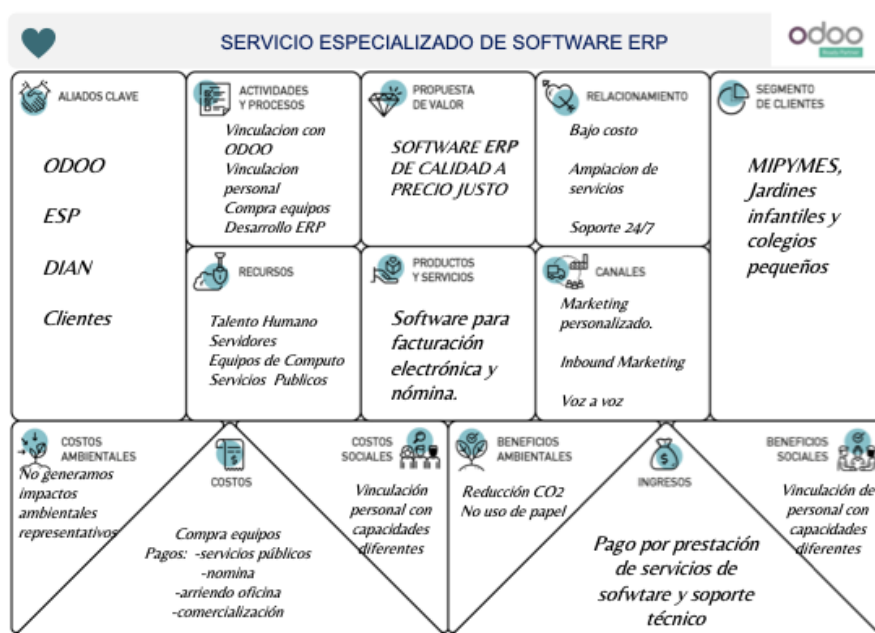 SERVICIO ESPECIALIZADO DE SOFTWARE ERP
odoo
ALIADOS CLAVE
ODOO
ESP
DIAN
Clientes
ACTIVIDADES
Y PROCESOS
Vinculacion con
ODOO
Vinculacion
personal
Compra equipos
Desarrollo ERP
RECURSOS
Talento Humano
Servidores
Equipos de Computo
Servicios Publicos
PROPUESTA
DE VALOR
SOFTWARE ERP
DE CALIDAD A
PRECIO JUSTO
PRODUCTOS
Y SERVICIOS
Software para
facturación
electrónica y
nómina.
RELACIONAMIENTO
Bajo costo
Ampiacion de
servicios
Soporte 24/7
CANALES
Marketing
personalizado.
Inbound Marketing
Voz a voz
SEGMENTO
DE CLIENTES
MIPYMES,
Jardines
infantiles y
colegios
pequeños
COSTOS
AMBIENTALES
No generamos
impactos
ambientales
representativos
COSTOS
Compra equipos
Pagos: -servicios públicos
-nomina
-arriendo oficina
-comercialización
COSTOS
SOCIALES
Vinculación
personal con
capacidades
diferentes
BENEFICIOS
AMBIENTALES
Reducción CO2
No uso de papel
INGRESOS
Pago por prestación
de servicios de
sofwtare y soporte
técnico
BENEFICIOS
SOCIALES
Vinculación de
personal con
capacidades
diferentes